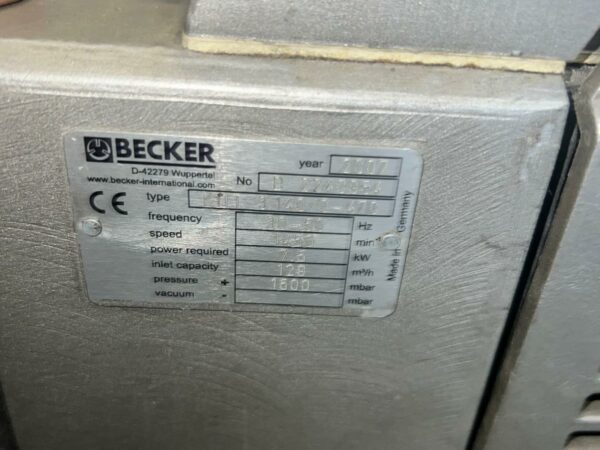 BECKER
D-42279 Wuppertal
www.becker-international.com
year 2007
No
type
CE
frequency Hz
speed min
power required 7,5 kW
inlet capacity 128 m³/h
pressure + 1600 mbar
vacuum - mbar
Made in Germany